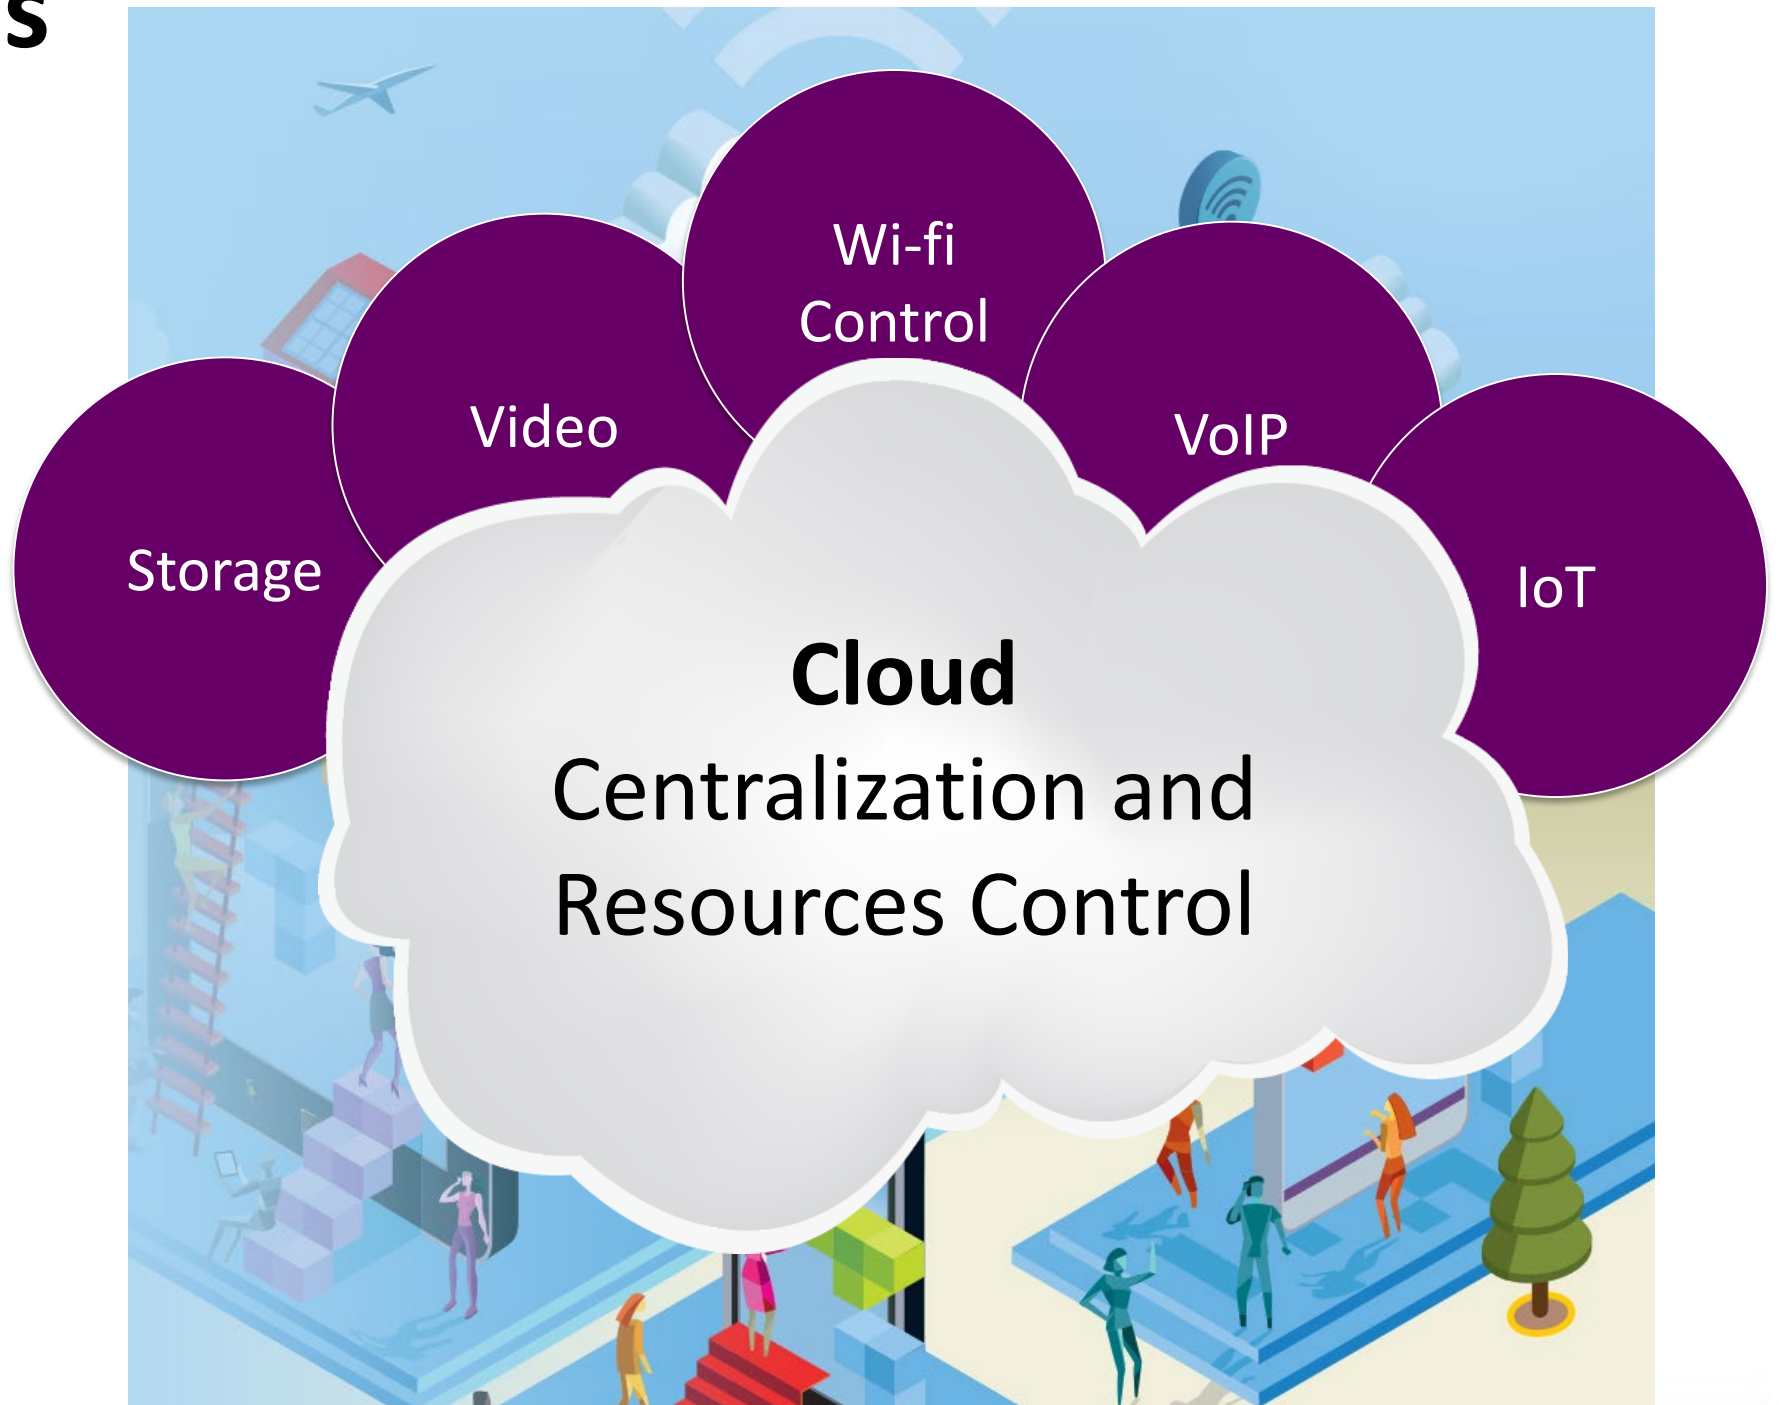 s
Wi-fi
Control
Video
VoIP
Storage
IoT
Cloud
Centralization and
Resources Control